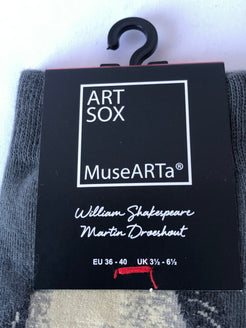 ART
SOX
MuseARTa®
William Shakespeare
Martin Droeshout
EU 36 - 40 UK 3½ - 6½